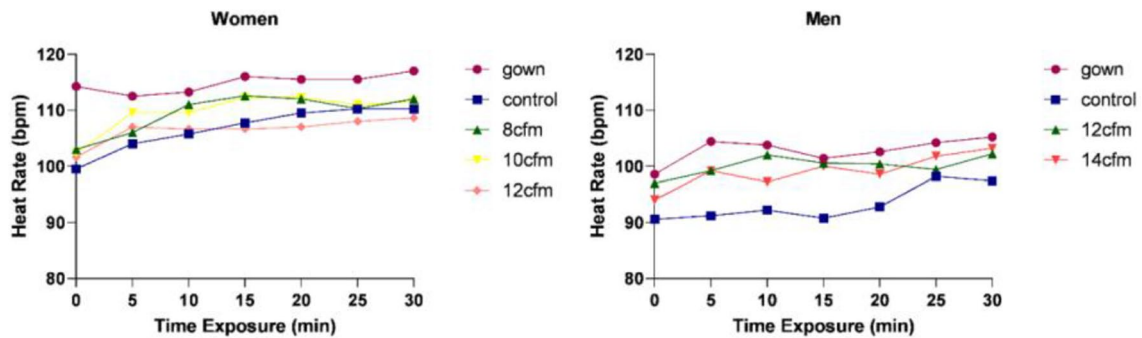 Women
120
110
100
90
80
Heat Rate (bpm)
0 5 10 15 20 25 30
Time Exposure (min)
gown
control
8cfm
10cfm
12cfm
Men
120
110
100
90
80
Heat Rate (bpm)
0 5 10 15 20 25 30
Time Exposure (min)
gown
control
12cfm
14cfm